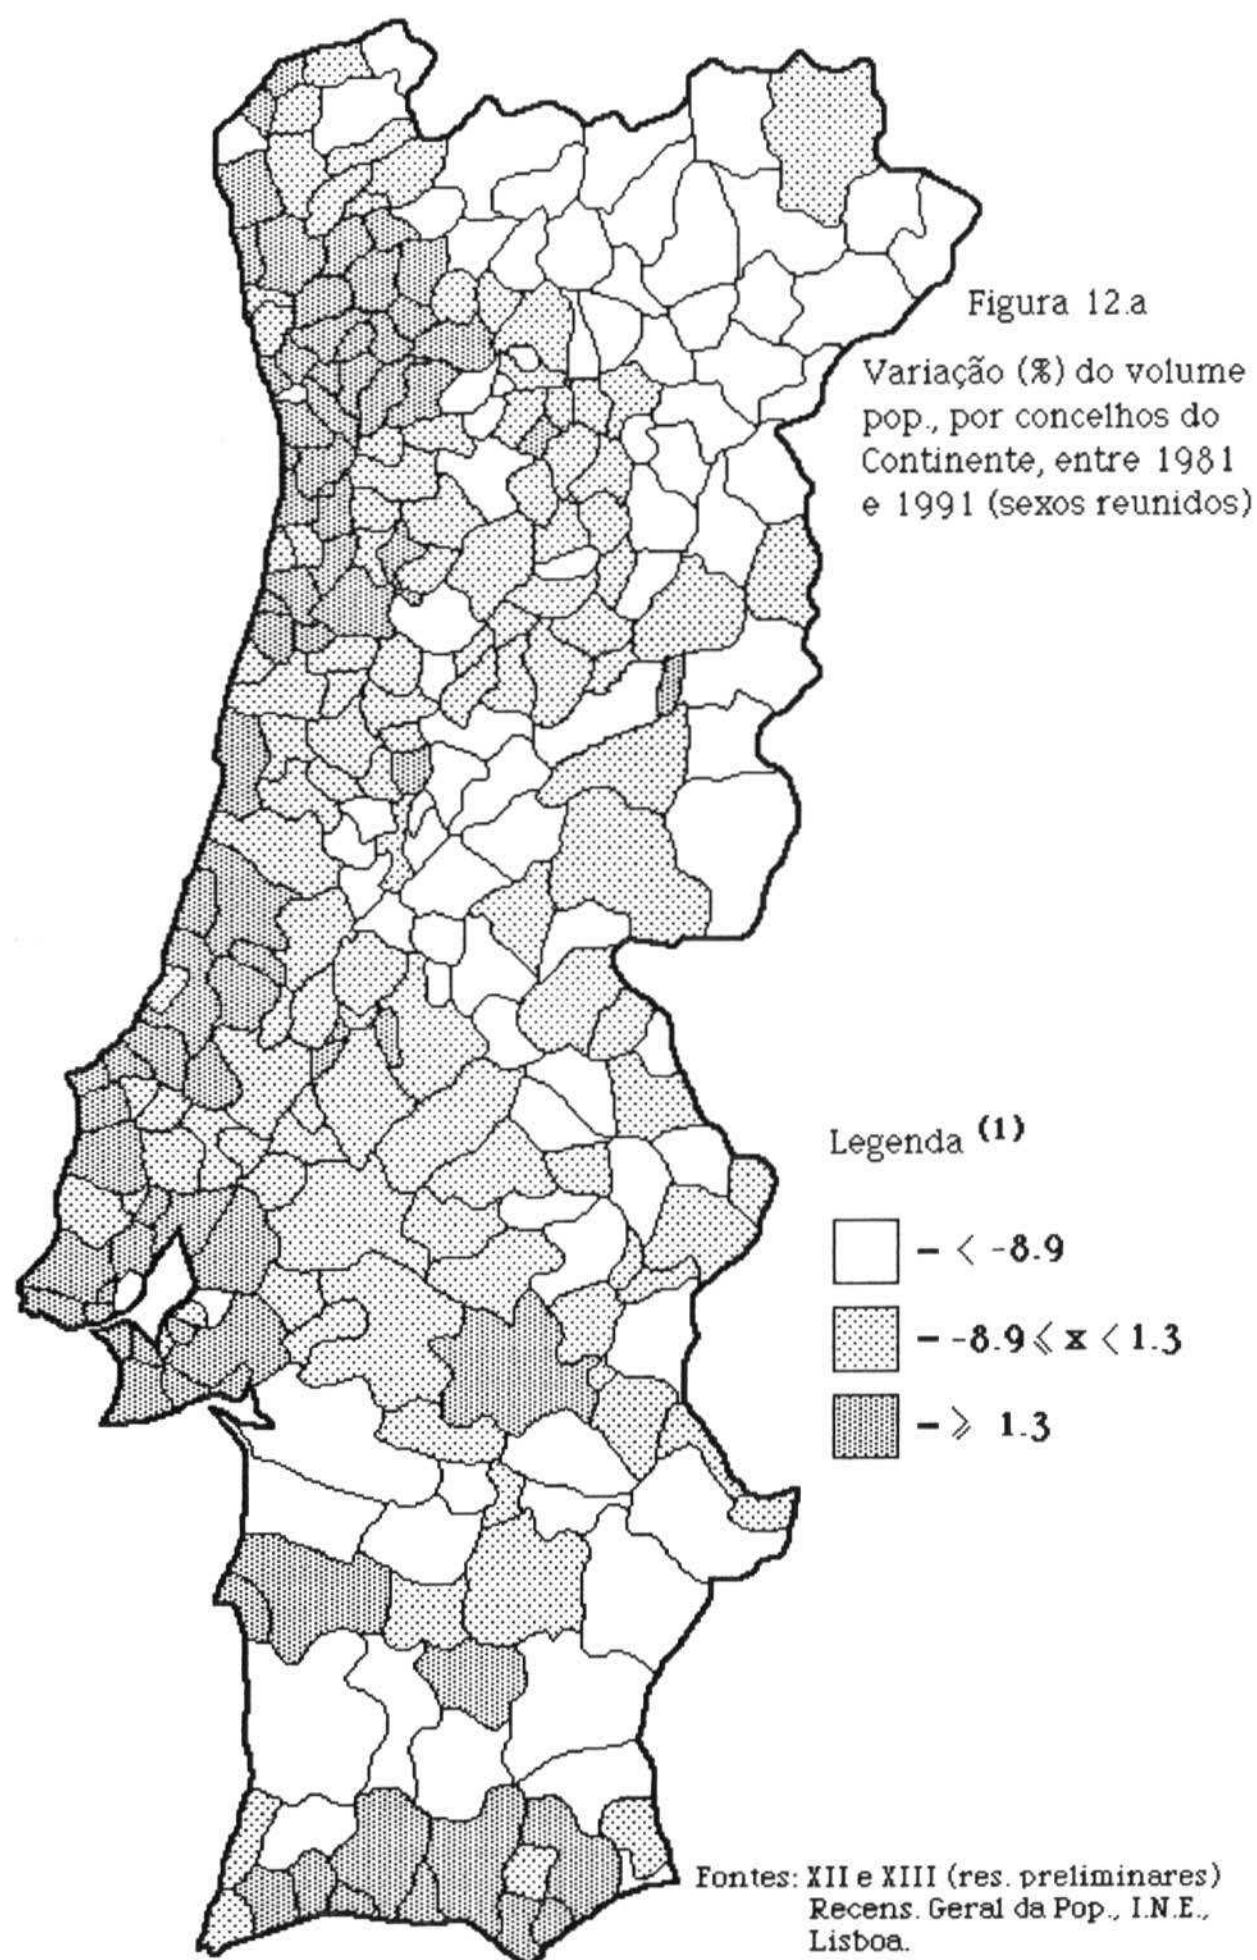 Figura 12.a
Variação (%) do volume
pop., por concelhos do
Continente, entre 1981
e 1991 (sexos reunidos)
Legenda (1)
- < -8.9
- -8.9 ⩽ x < 1.3
- ⩾ 1.3
Fontes: XII e XIII (res. preliminares)
Recens. Geral da Pop., I.N.E.,
Lisboa.